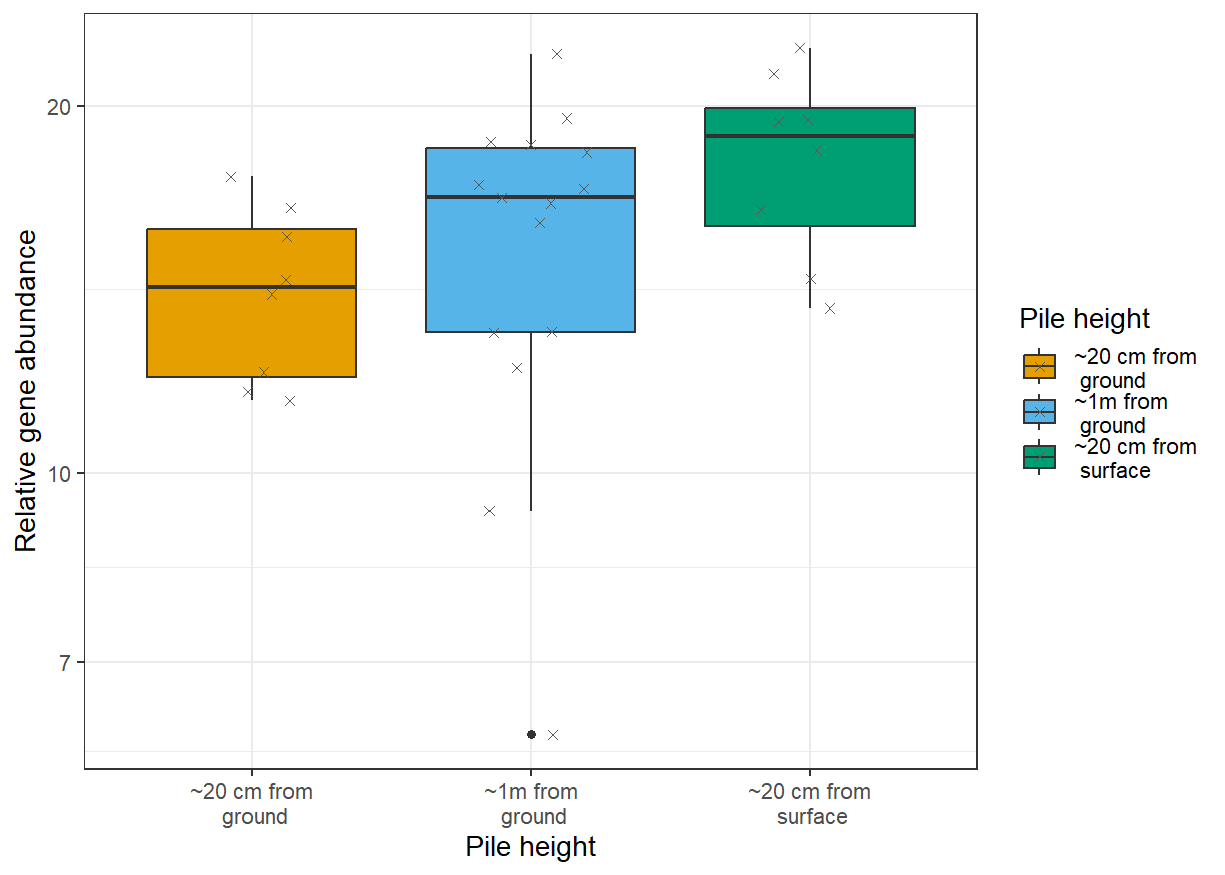 Relative gene abundance
20
10
7
~20 cm from
ground
~1m from
ground
~20 cm from
surface
Pile height
Pile height
~20 cm from
ground
~1m from
ground
~20 cm from
surface